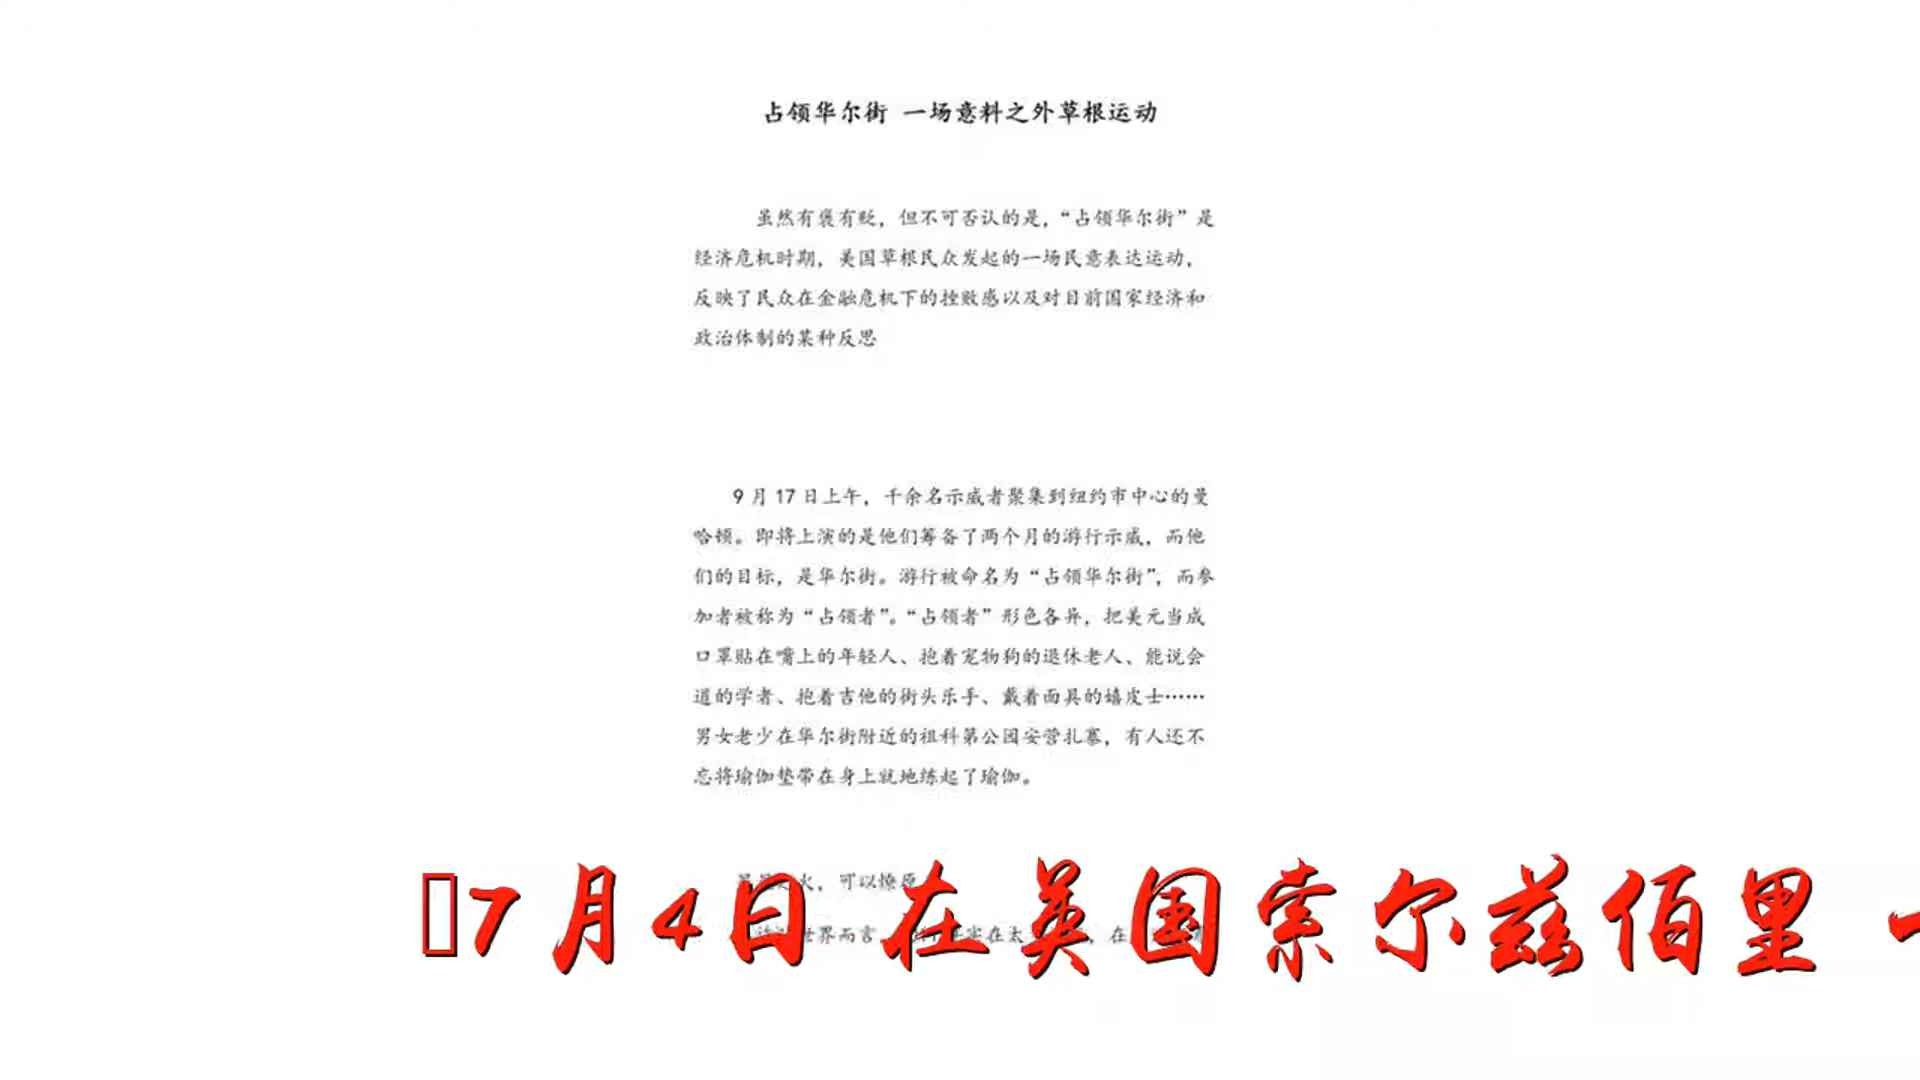 占领华尔街 一场意料之外草根运动
虽然有褒有贬，但不可否认的是，“占领华尔街”是
经济危机时期，美国草根民众发起的一场民意表达运动，
反映了民众在金融危机下的挫败感以及对目前国家经济和
政治体制的某种反思
9月17日上午，千余名示威者聚集到纽约市中心的曼
哈顿。即将上演的是他们筹备了两个月的游行示威，而他
们的目标，是华尔街。游行被命名为“占领华尔街”，而参
加者被称为“占领者”。“占领者”形色各异，把美元当成
口罩贴在嘴上的年轻人、抱着宠物狗的退休老人、能说会
道的学者、抱着吉他的街头乐手、戴着面具的嬉皮士……
男女老少在华尔街附近的祖科第公园安营扎寨，有人还不
忘将瑜伽垫带在身上就地练起了瑜伽。
火，可以燎原
世界而言
7月4日 在英国索尔兹伯里